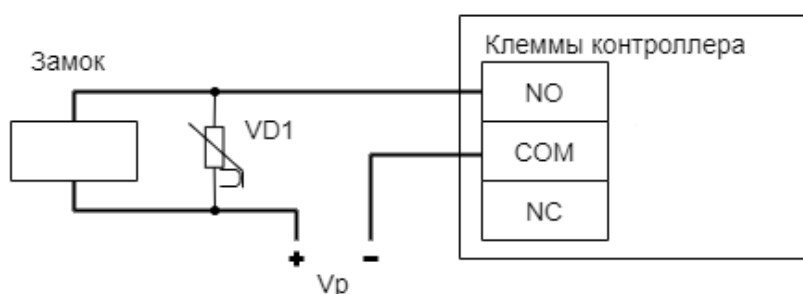 Клеммы контроллера
Замок
NO
VD1
COM
NC
+ -
Vp